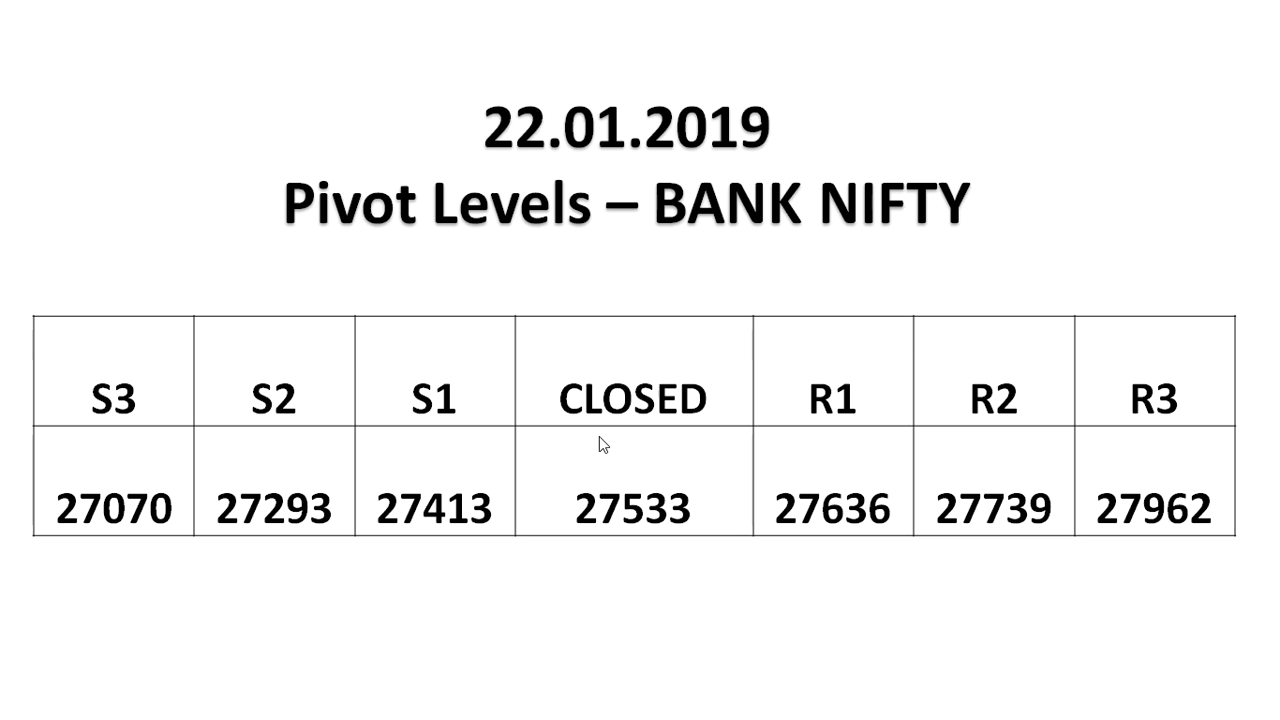 22.01.2019
Pivot Levels – BANK NIFTY
S3 S2 S1 CLOSED R1 R2 R3
27070 27293 27413 27533 27636 27739 27962